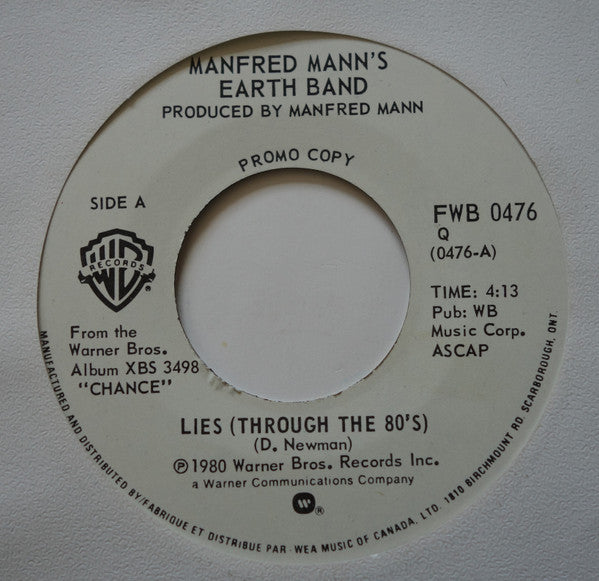 MANFRED MANN'S
EARTH BAND
PRODUCED BY MANFRED MANN
PROMO COPY
SIDE A
WB
RECORDS
®
From the
Warner Bros.
Album XBS 3498
"CHANCE"
FWB 0476
Q
(0476-A)
TIME: 4:13
Pub: WB
Music Corp.
ASCAP
LIES (THROUGH THE 80'S)
(D. Newman)
℗1980 Warner Bros. Records Inc.
a Warner Communications Company
®
MANUFACTURED AND DISTRIBUTED BY/FABRIQUE ET DISTRIBUE PAR - WEA MUSIC OF CANADA, LTD. 1810 BIRCHMOUNT RD. SCARBOROUGH, ONT.